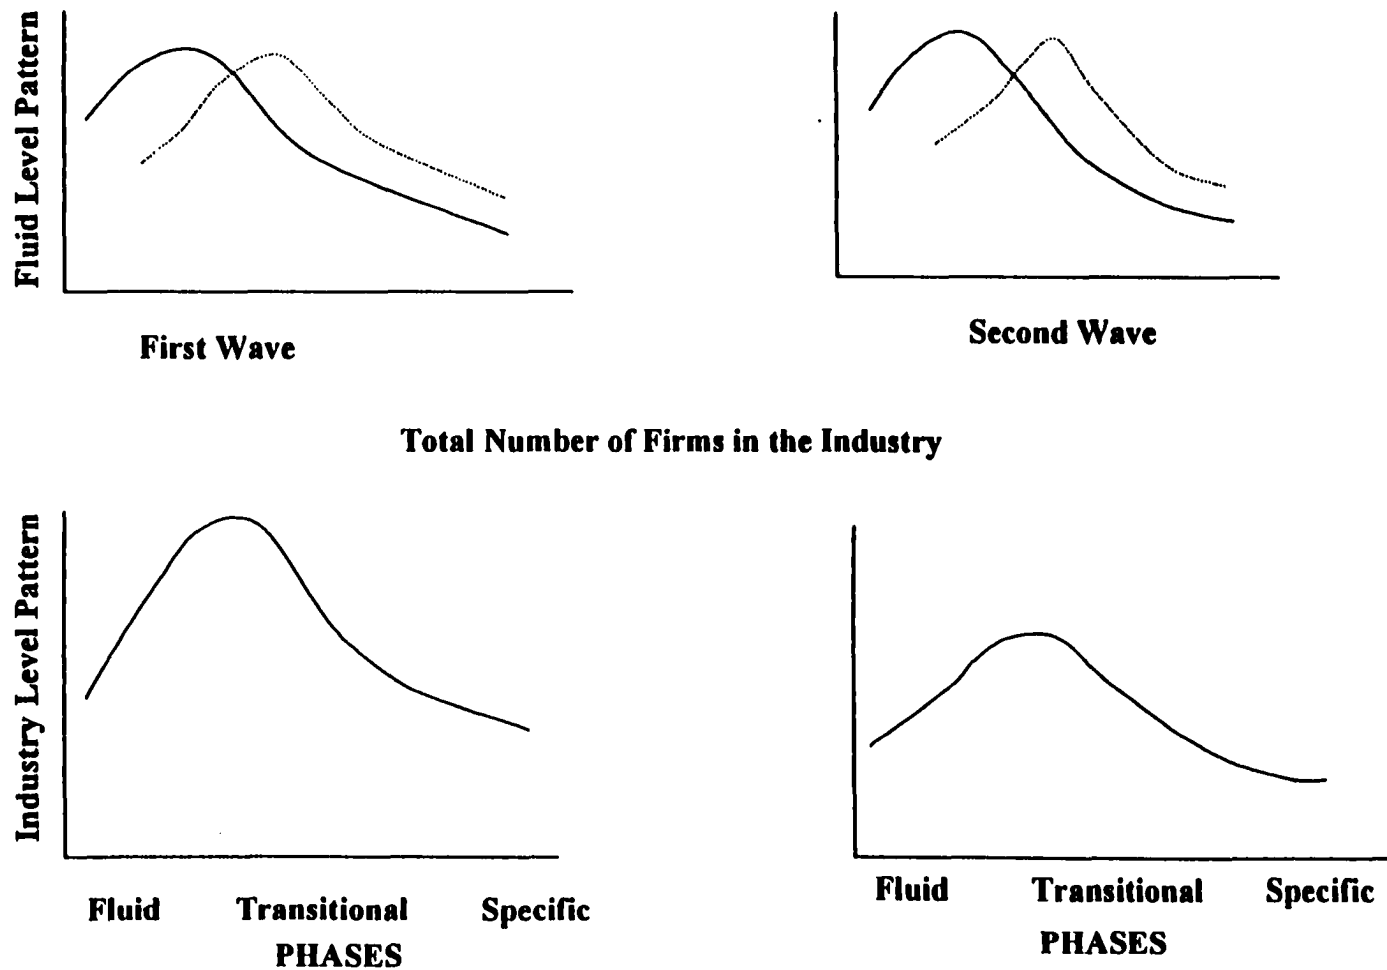 Fluid Level Pattern
First Wave
Second Wave
Total Number of Firms in the Industry
Industry Level Pattern
Fluid Transitional Specific
PHASES
Fluid Transitional Specific
PHASES